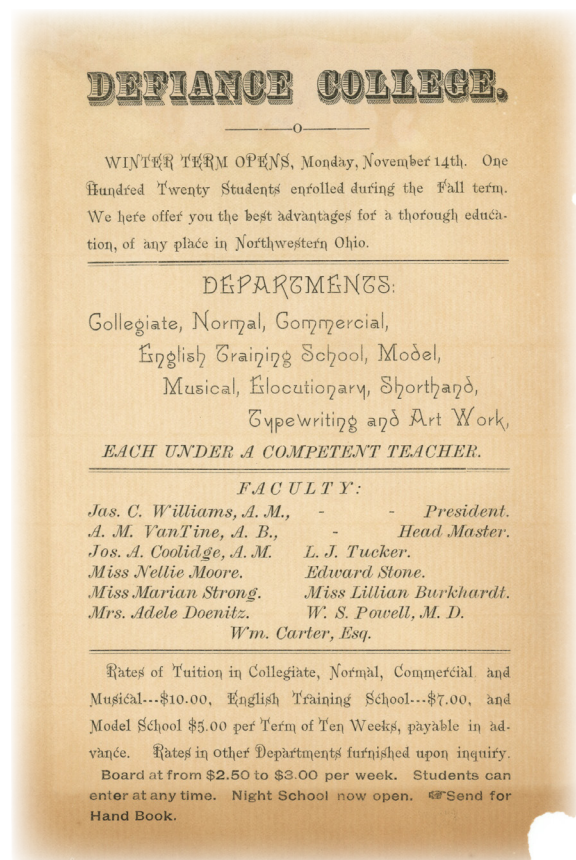 DEFIANCE COLLEGE.
O
WINTER TERM OPENS, Monday, November 14th. One
Hundred Twenty Students enrolled during the Fall term.
We here offer you the best advantages for a thorough educa-
tion, of any place in Northwestern Ohio.
DEPARTMENTS:
Collegiate, Normal, Commercial,
English Training School, Model,
Musical, Elocutionary, Shorthand,
Typewriting and Art Work,
EACH UNDER A COMPETENT TEACHER.
FACULTY:
Jas. C. Williams, A. M., - - President.
A. M. VanTine, A. B., - Head Master.
Jos. A. Coolidge, A. M. L. J. Tucker.
Miss Nellie Moore. Edward Stone.
Miss Marian Strong. Miss Lillian Burkhardt.
Mrs. Adele Doenitz. W. S. Powell, M. D.
Wm. Carter, Esq.
Rates of Tuition in Collegiate, Normal, Commercial and
Musical---$10.00, English Training School---$7.00, and
Model School $5.00 per Term of Ten Weeks, payable in ad-
vance. Rates in other Departments furnished upon inquiry.
Board at from $2.50 to $3.00 per week. Students can
enter at any time. Night School now open. ☞Send for
Hand Book.